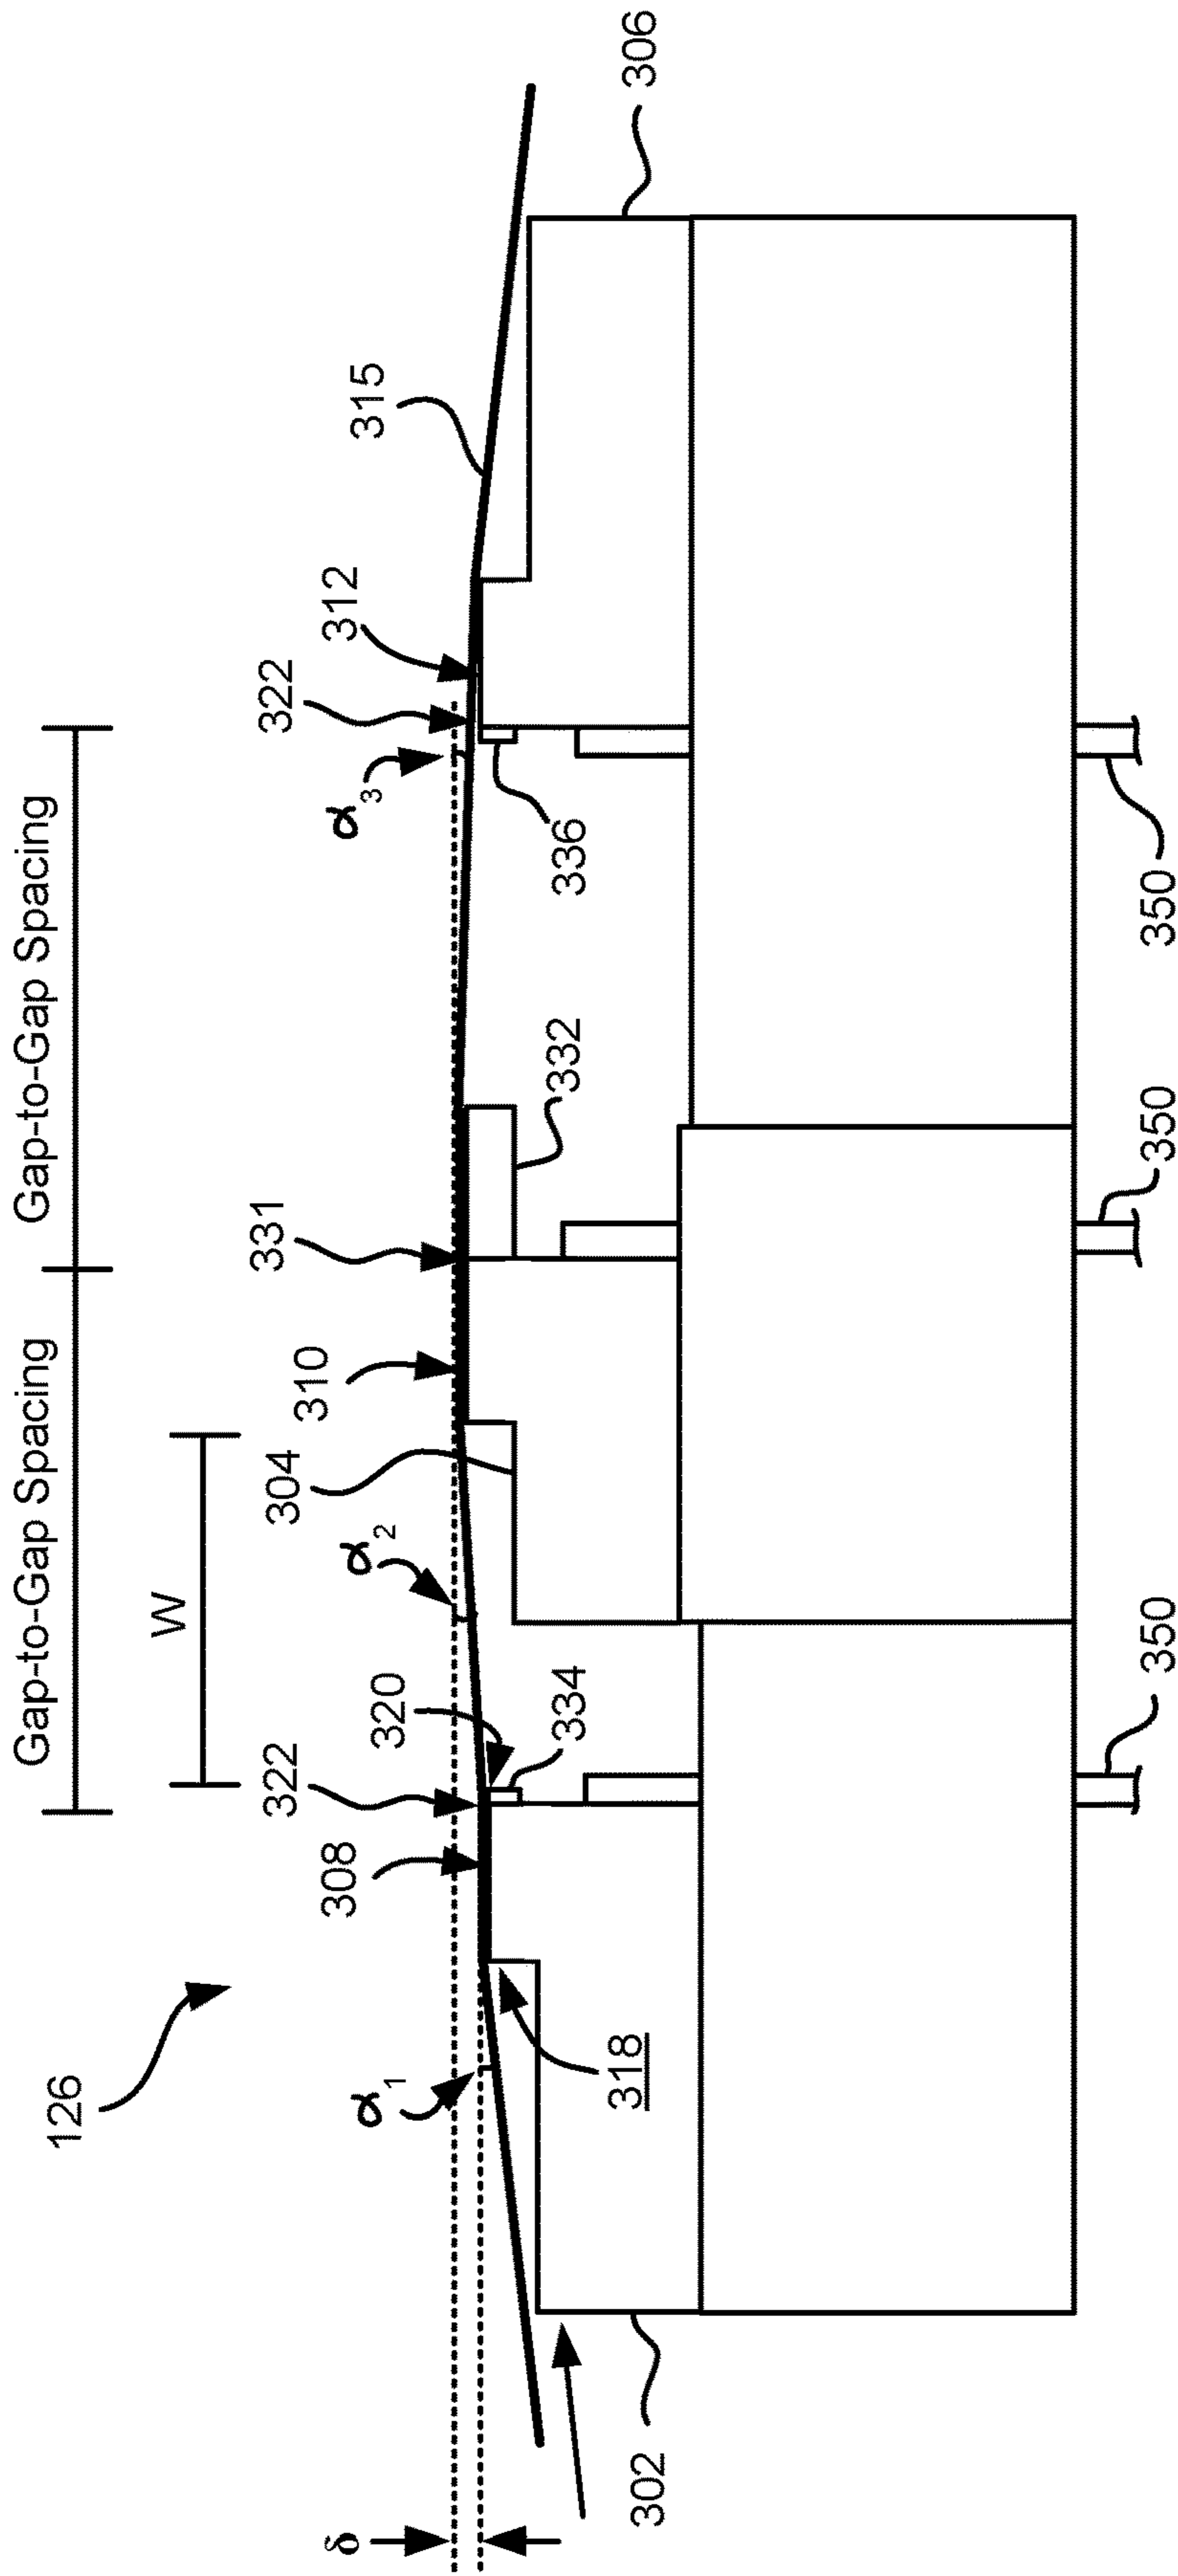 Gap-to-Gap Spacing
Gap-to-Gap Spacing
W
126
δ
α₁
308
322
320
α₂
304
310
331
332
α₃
322
312
315
306
336
334
318
302
350
350
350